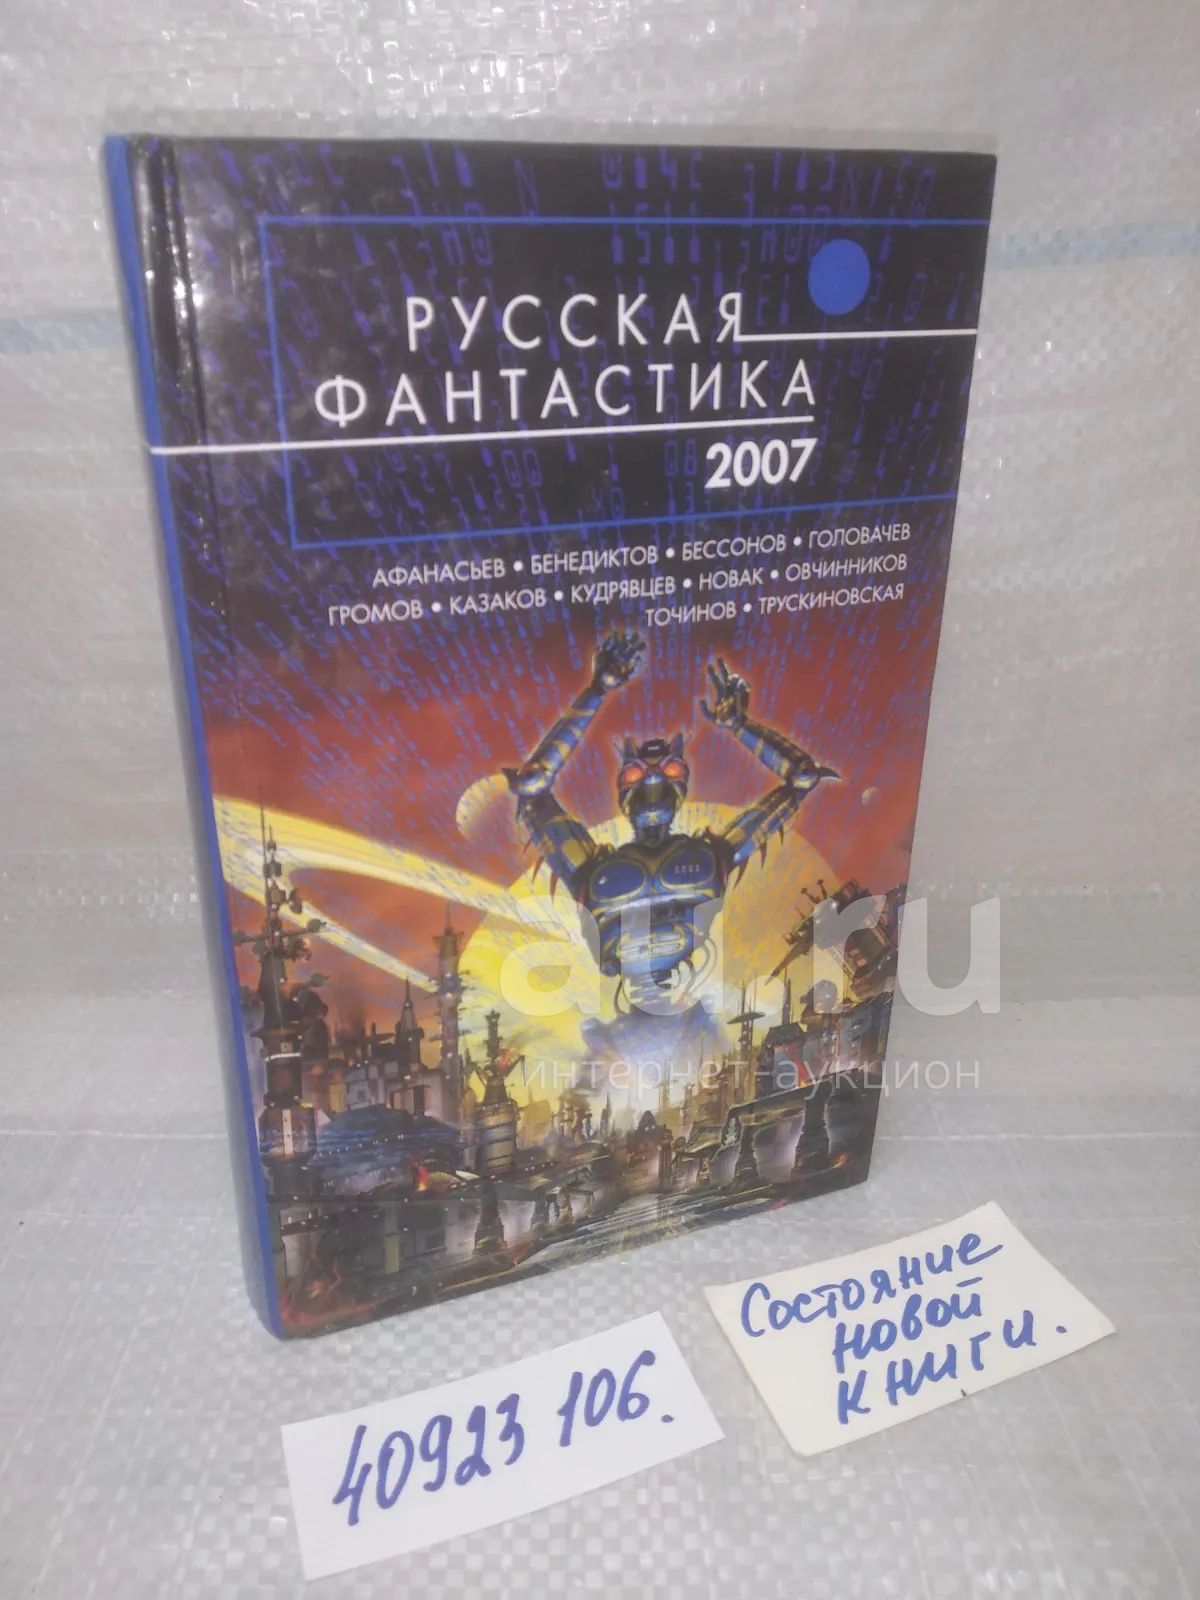 РУССКАЯ
ФАНТАСТИКА
2007
АФАНАСЬЕВ • БЕНЕДИКТОВ • БЕССОНОВ • ГОЛОВАЧЕВ
ГРОМОВ • КАЗАКОВ • КУДРЯВЦЕВ • НОВАК • ОВЧИННИКОВ
ТОЧИНОВ • ТРУСКИНОВСКАЯ
au.ru
интернет-аукцион
Состояние
новой
книги.
40923 106.